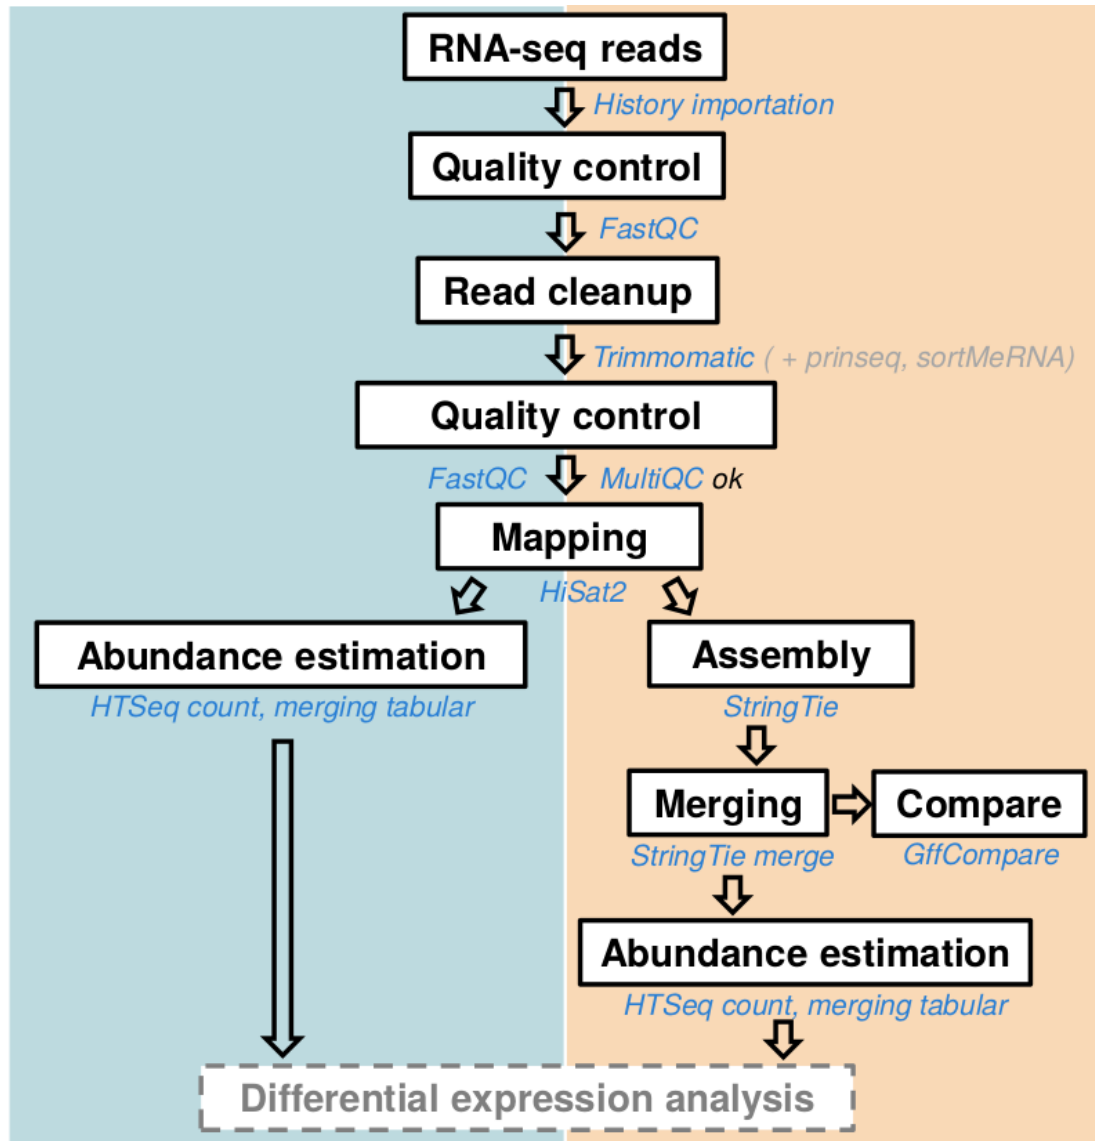 RNA-seq reads
History importation
Quality control
FastQC
Read cleanup
Trimmomatic ( + prinseq, sortMeRNA)
Quality control
FastQC
MultiQC ok
Mapping
HiSat2
Abundance estimation
HTSeq count, merging tabular
Assembly
StringTie
Merging
StringTie merge
Compare
GffCompare
Abundance estimation
HTSeq count, merging tabular
Differential expression analysis